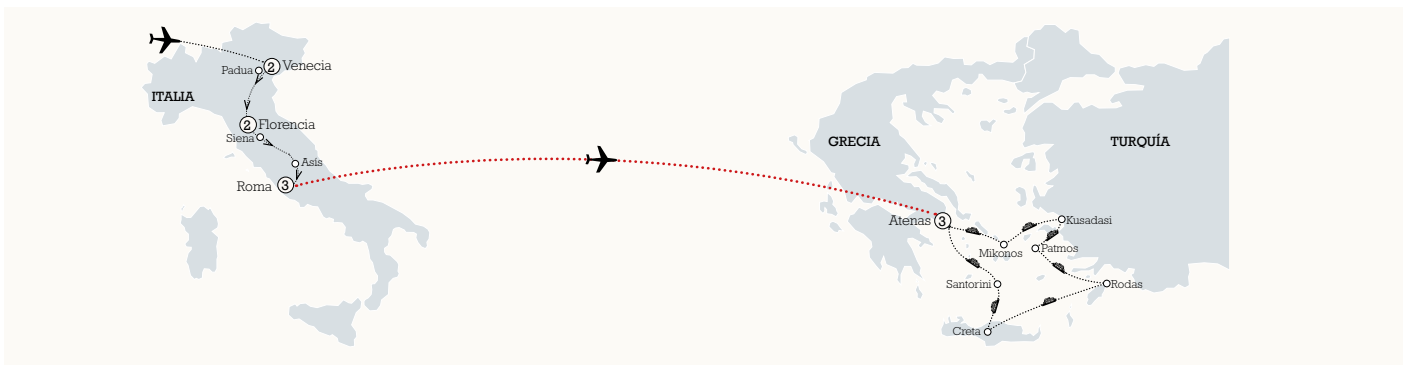 2 Venecia
Padua
ITALIA
2 Florencia
Siena
Asis
Roma 3
GRECIA
TURQUÍA
Atenas 3
Kusadasi
Mikonos
Patmos
Santorini
Rodas
Creta